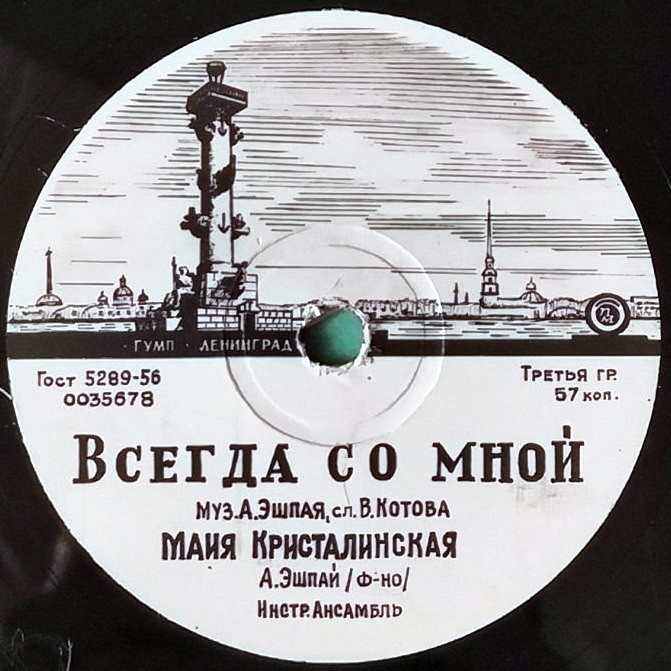 ГУМП · ЛЕНИНГРАД
ГОСТ 5289-56
0035678
ТРЕТЬЯ ГР.
57 КОП.
ВСЕГДА СО МНОЙ
МУЗ. А. ЭШПАЯ, СЛ. В. КОТОВА
МАИЯ КРИСТАЛИНСКАЯ
А. ЭШПАЙ /Ф-НО/
ИНСТР. АНСАМБЛЬ